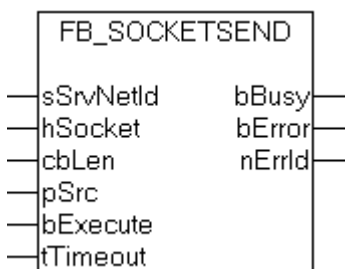 FB_SOCKETSEND
sSrvNetId bBusy
hSocket bError
cbLen nErrId
pSrc
bExecute
tTimeout